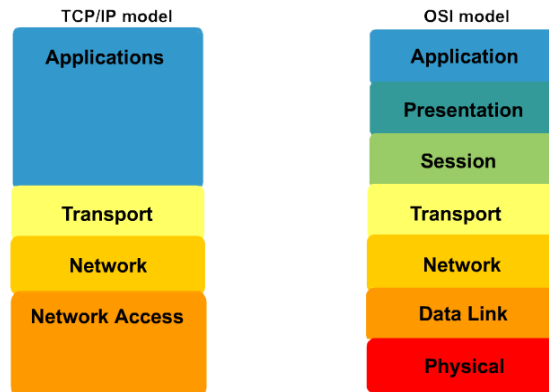 TCP/IP model
Applications
Transport
Network
Network Access
OSI model
Application
Presentation
Session
Transport
Network
Data Link
Physical